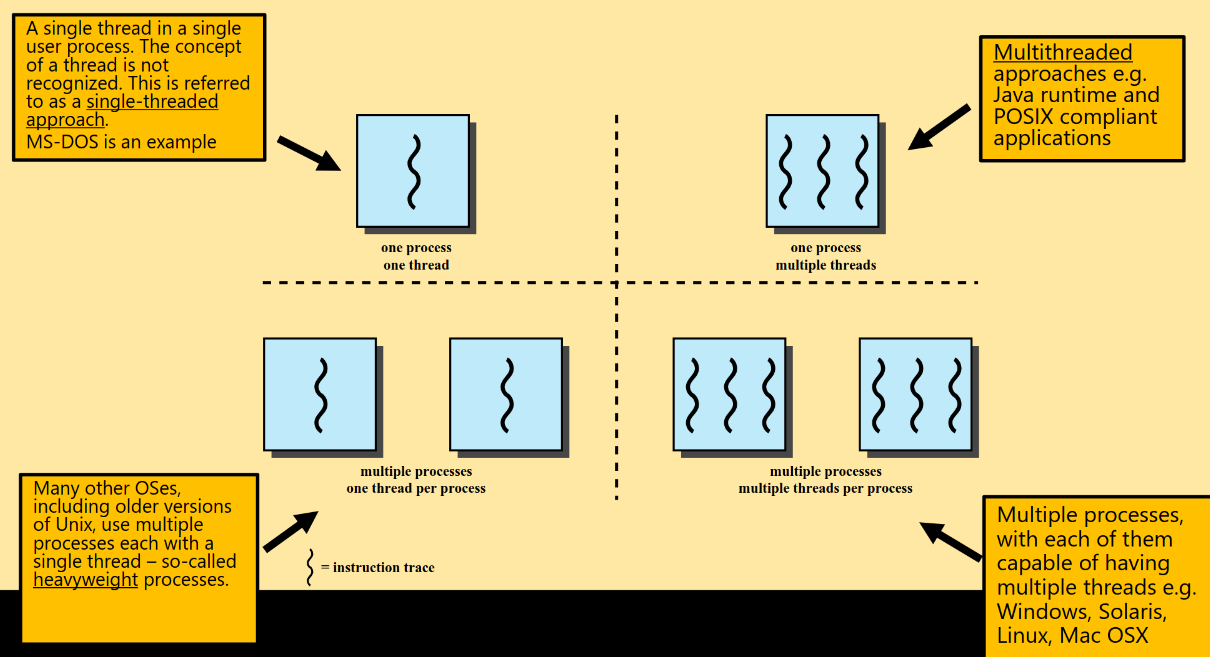 A single thread in a single
user process. The concept
of a thread is not
recognized. This is referred
to as a single-threaded
approach.
MS-DOS is an example
Multithreaded
approaches e.g.
Java runtime and
POSIX compliant
applications
one process
one thread
one process
multiple threads
multiple processes
one thread per process
multiple processes
multiple threads per process
Many other OSes,
including older versions
of Unix, use multiple
processes each with a
single thread – so-called
heavyweight processes.
= instruction trace
Multiple processes,
with each of them
capable of having
multiple threads e.g.
Windows, Solaris,
Linux, Mac OSX